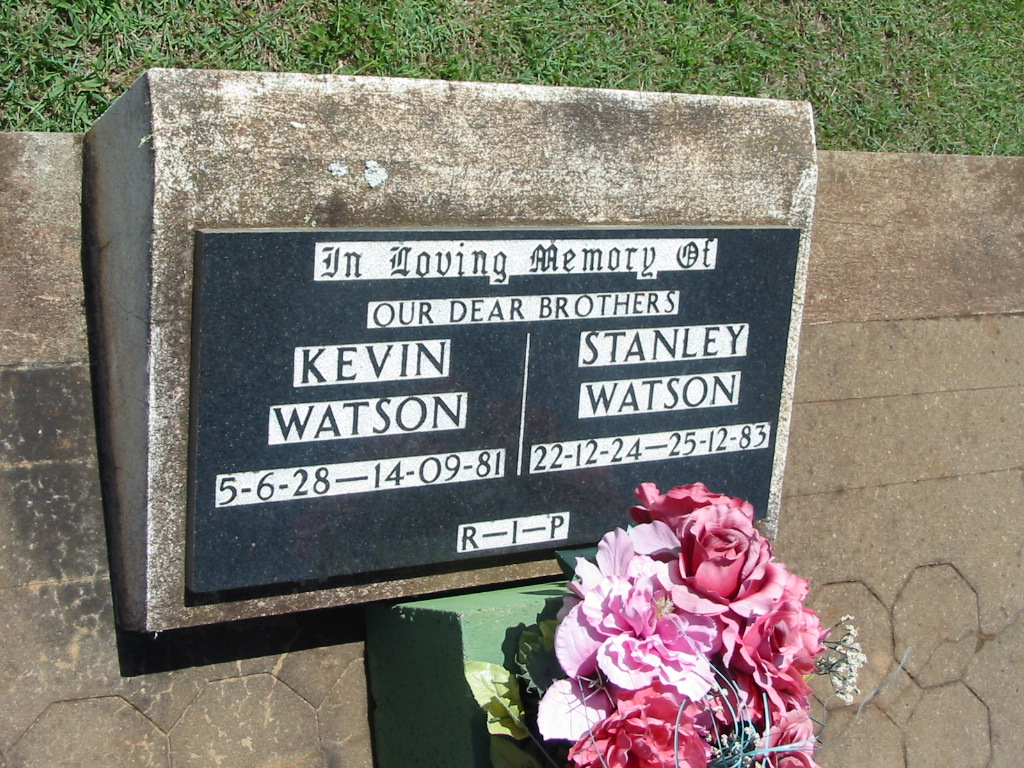 In Loving Memory Of
OUR DEAR BROTHERS
KEVIN
WATSON
5-6-28—14-09-81
STANLEY
WATSON
22-12-24—25-12-83
R—I—P